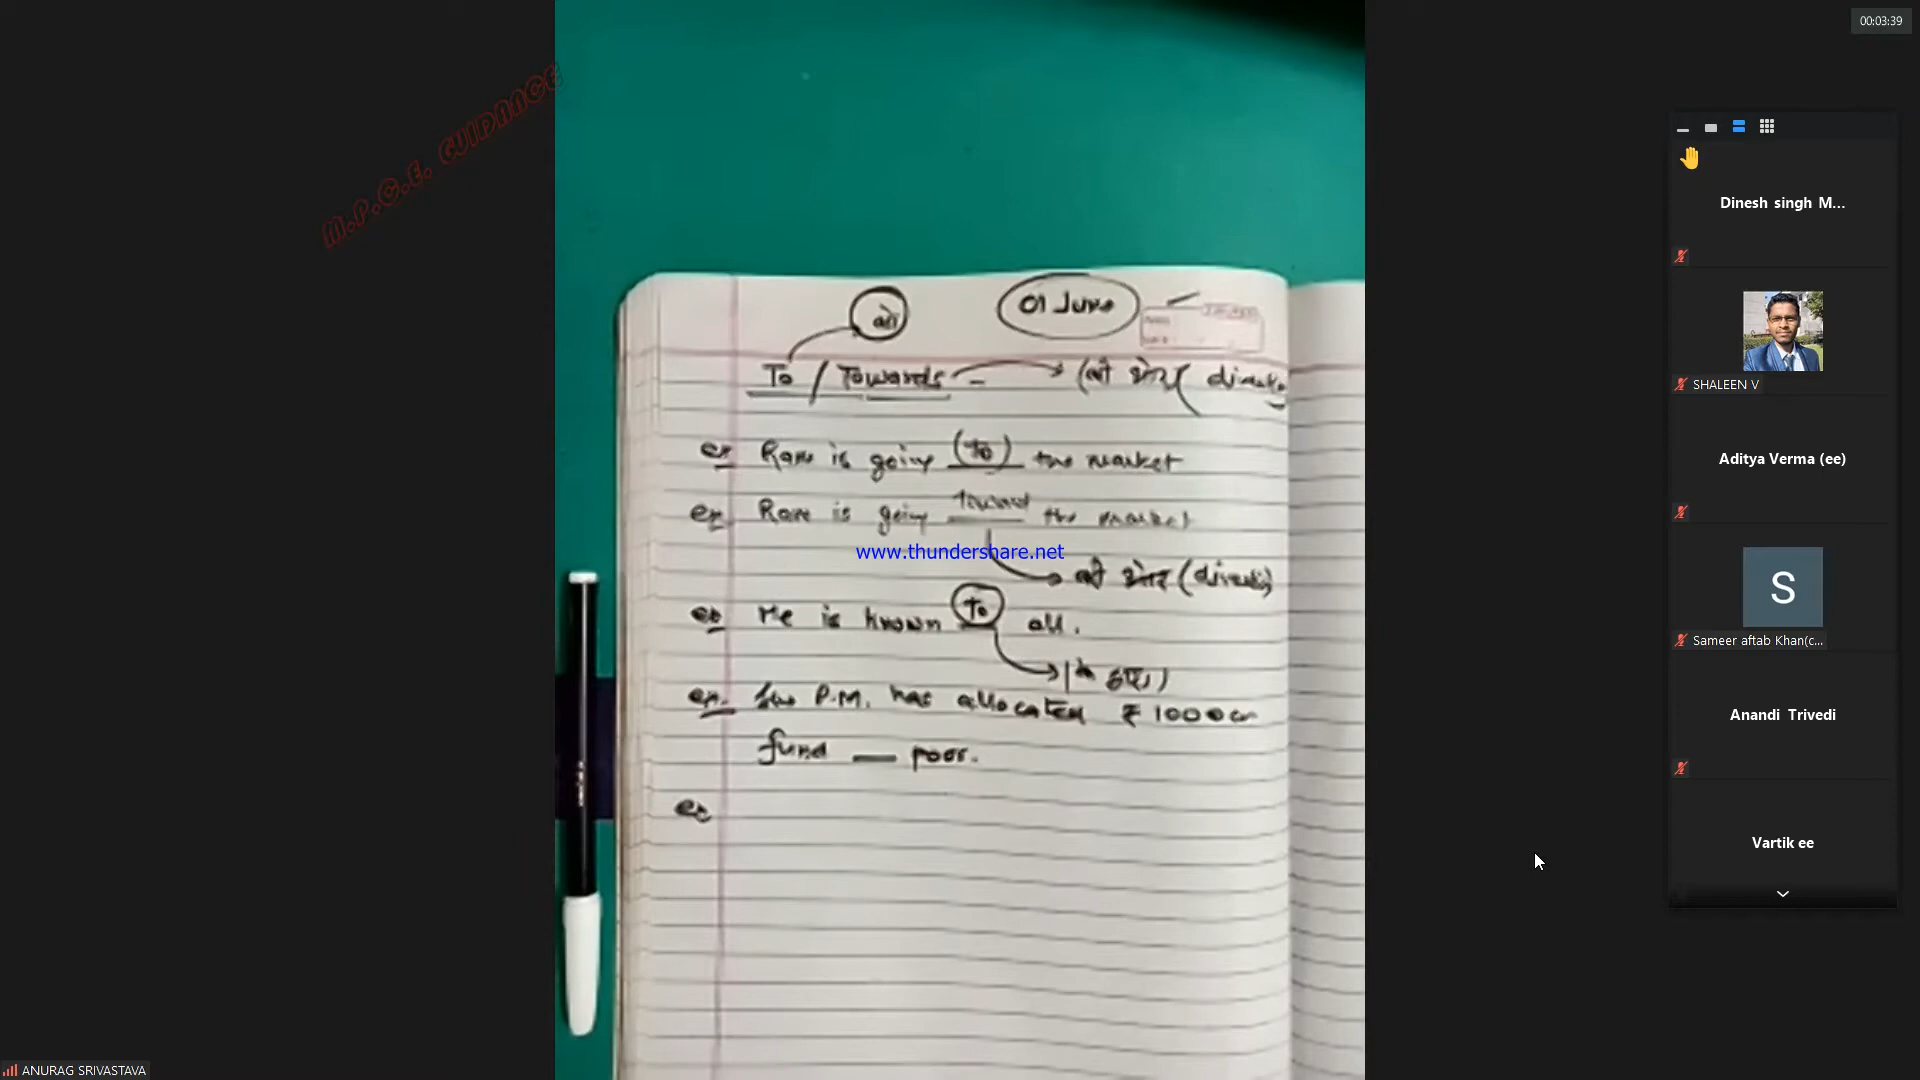 00:03:39
M.P.C.E. GUIDANCE
को
01 June
To / Towards - (की ओर (direction
ex Ram is going (to) the market
ex Ram is going toward the market
www.thundershare.net
की ओर (direction)
ex He is known To all.
(के द्वारा)
ex. The P.M. has allocated ₹ 1000 cr
fund __ poor.
ex
Dinesh singh M...
SHALEEN V
Aditya Verma (ee)
S
Sameer aftab Khan(c...
Anandi Trivedi
Vartik ee
ANURAG SRIVASTAVA